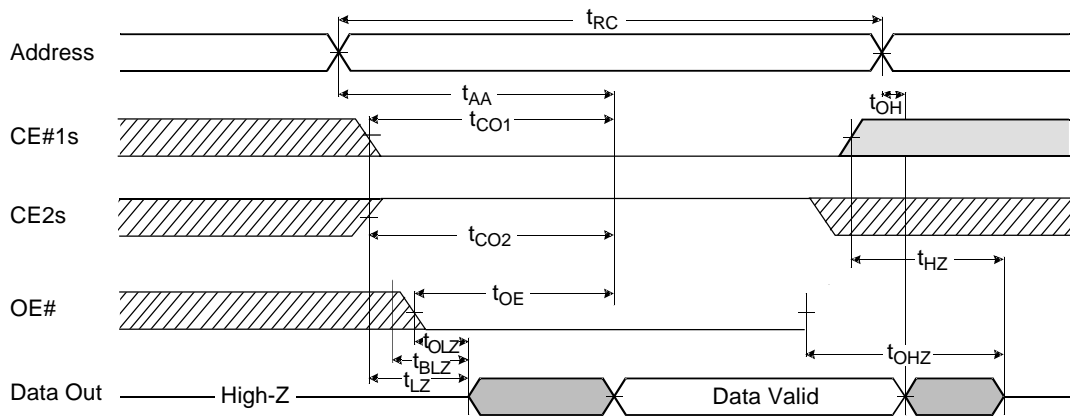 tRC
Address
tAA
tOH
tCO1
CE#1s
CE2s
tCO2
tHZ
tOE
OE#
tOLZ
tOHZ
tBLZ
tLZ
Data Out
High-Z
Data Valid